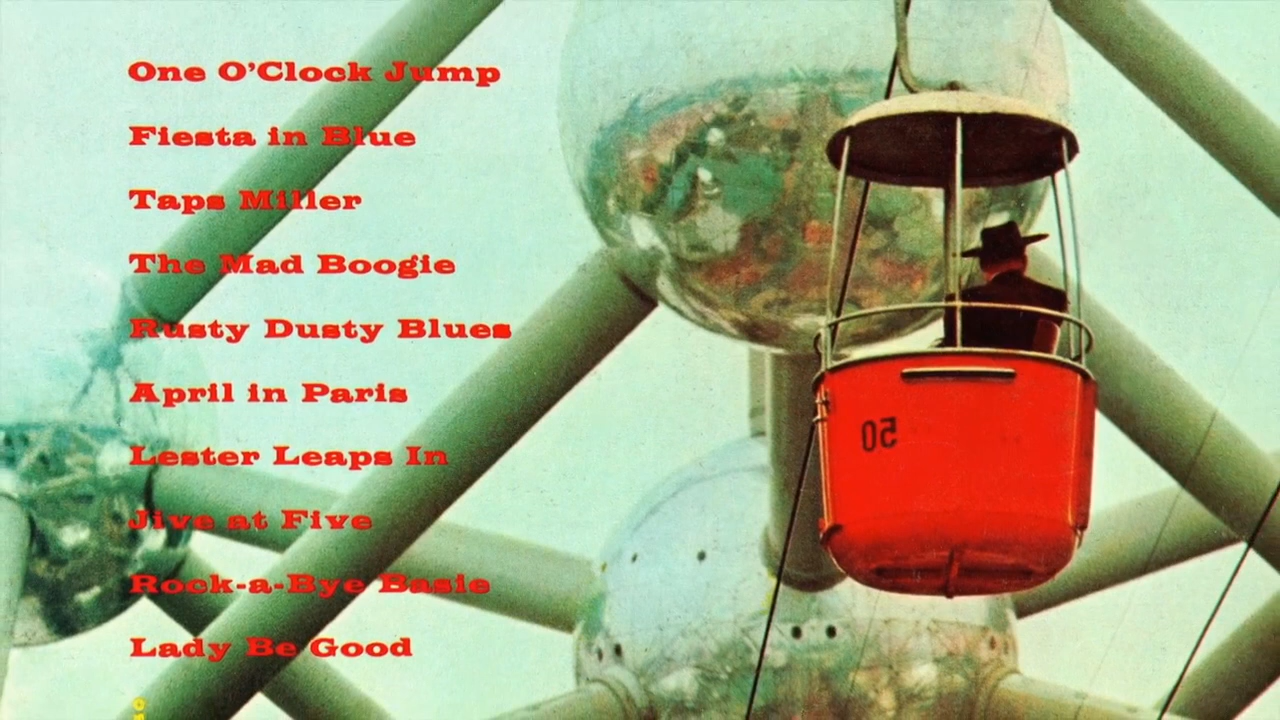 One O'Clock Jump
Fiesta in Blue
Taps Miller
The Mad Boogie
Rusty Dusty Blues
April in Paris
Lester Leaps In
Jive at Five
Rock-a-Bye Basie
Lady Be Good
50